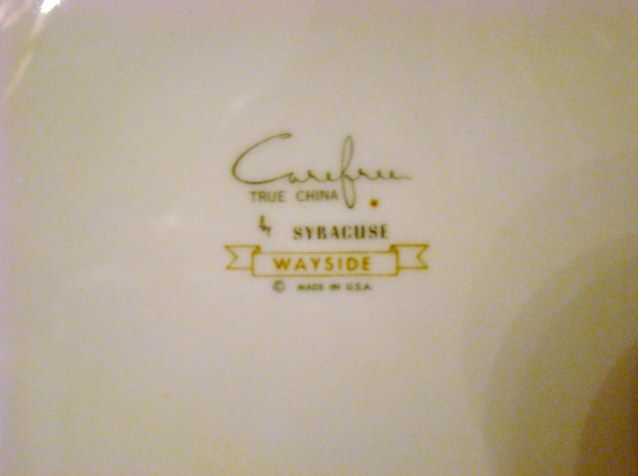 Carefree
TRUE CHINA
by SYRACUSE
WAYSIDE
© MADE IN U.S.A.